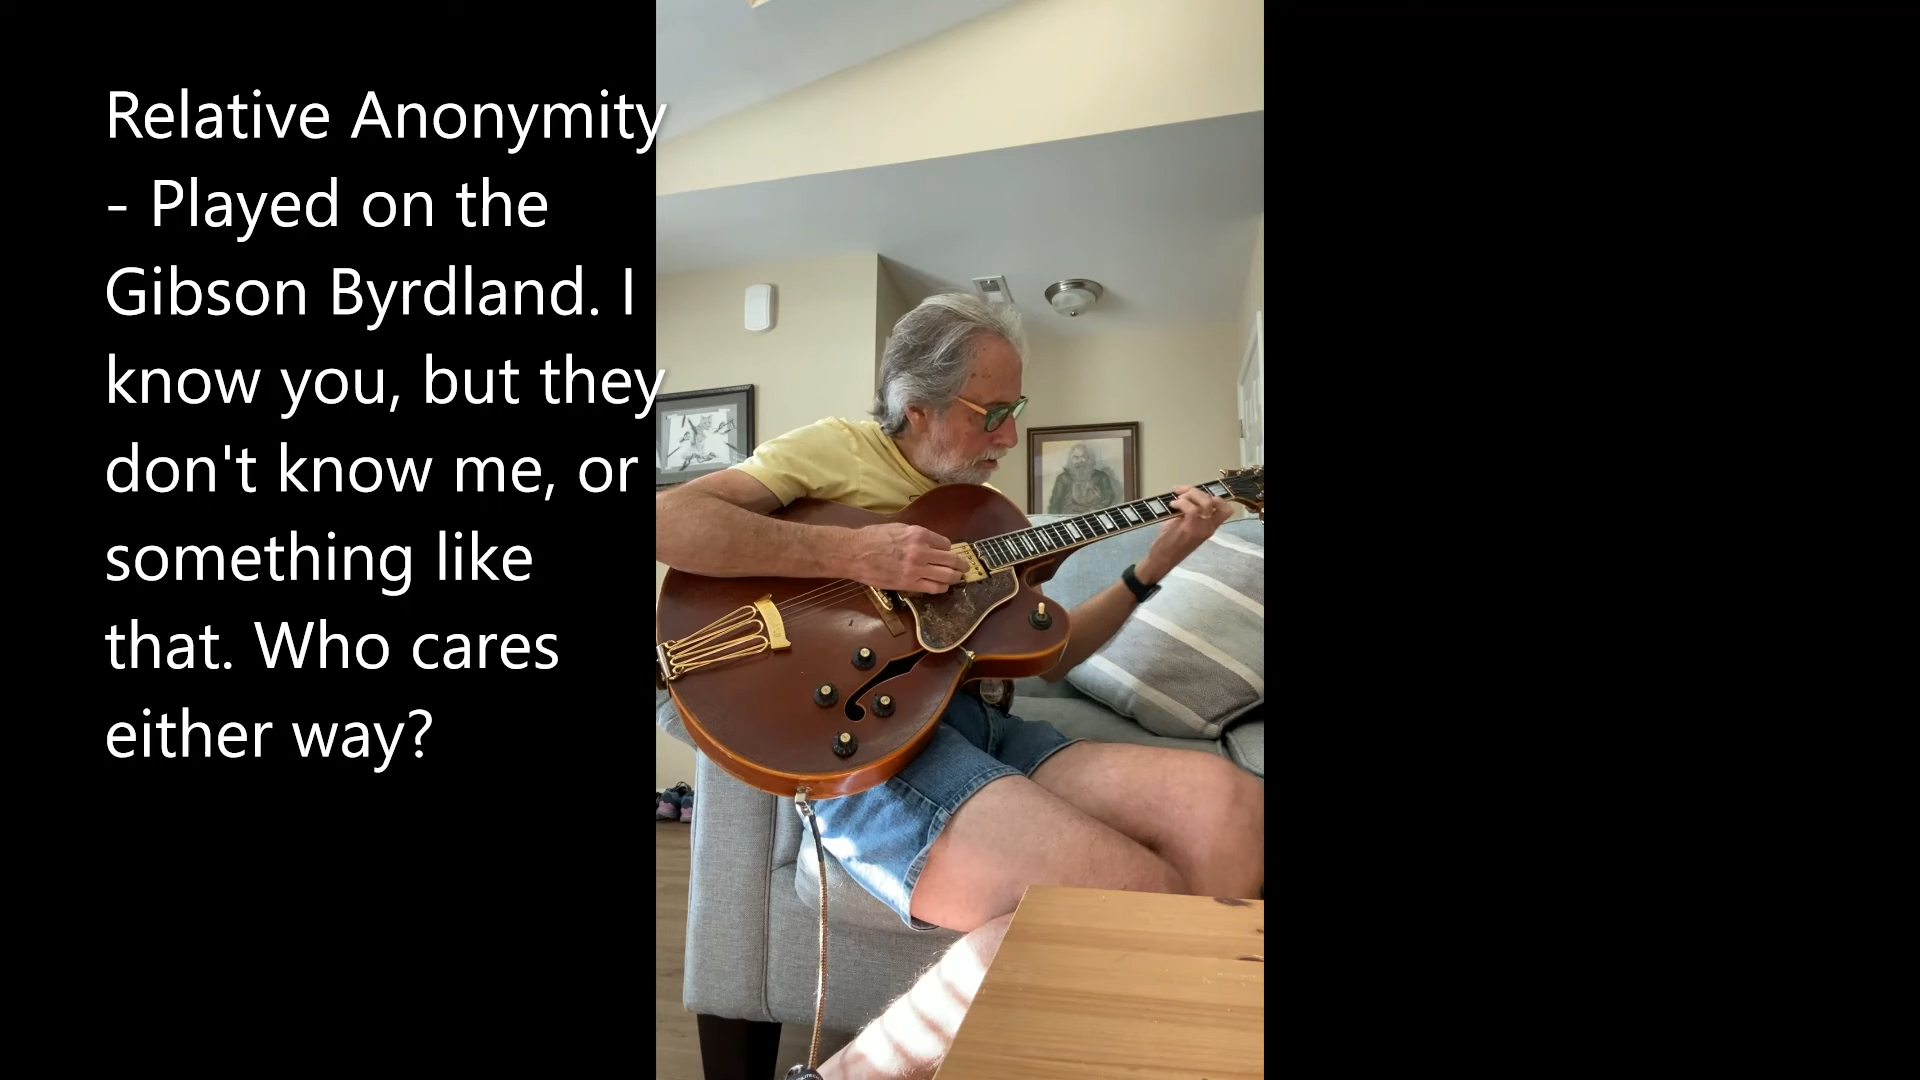 Relative Anonymity
- Played on the
Gibson Byrdland. I
know you, but they
don't know me, or
something like
that. Who cares
either way?